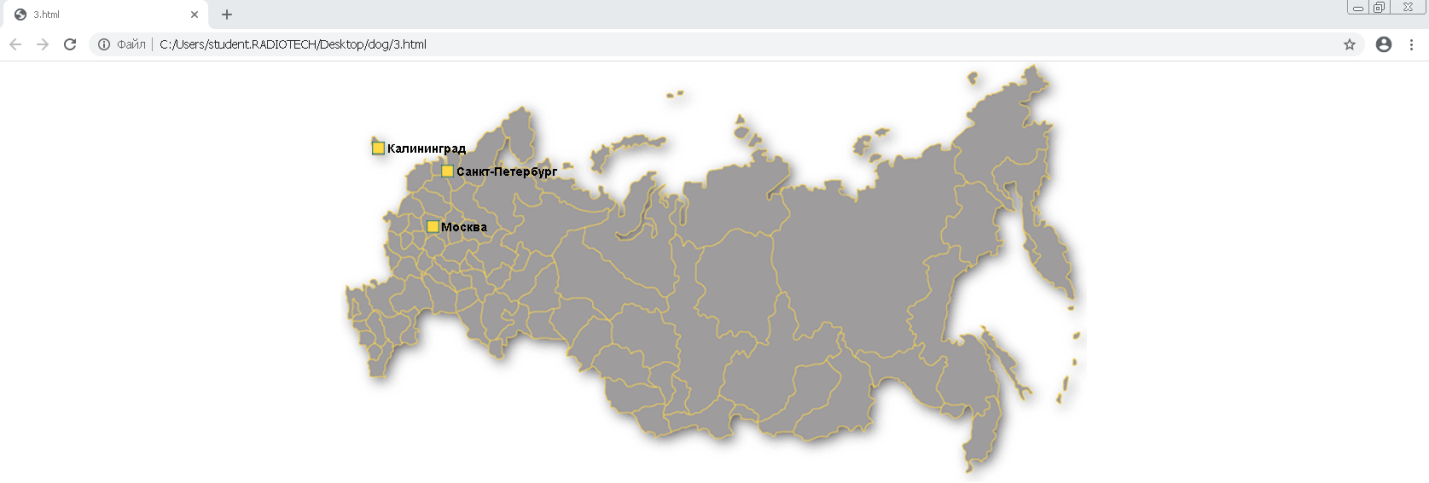 3.html
Файл
C:/Users/student.RADIOTECH/Desktop/dog/3.html
Калининград
Санкт-Петербург
Москва